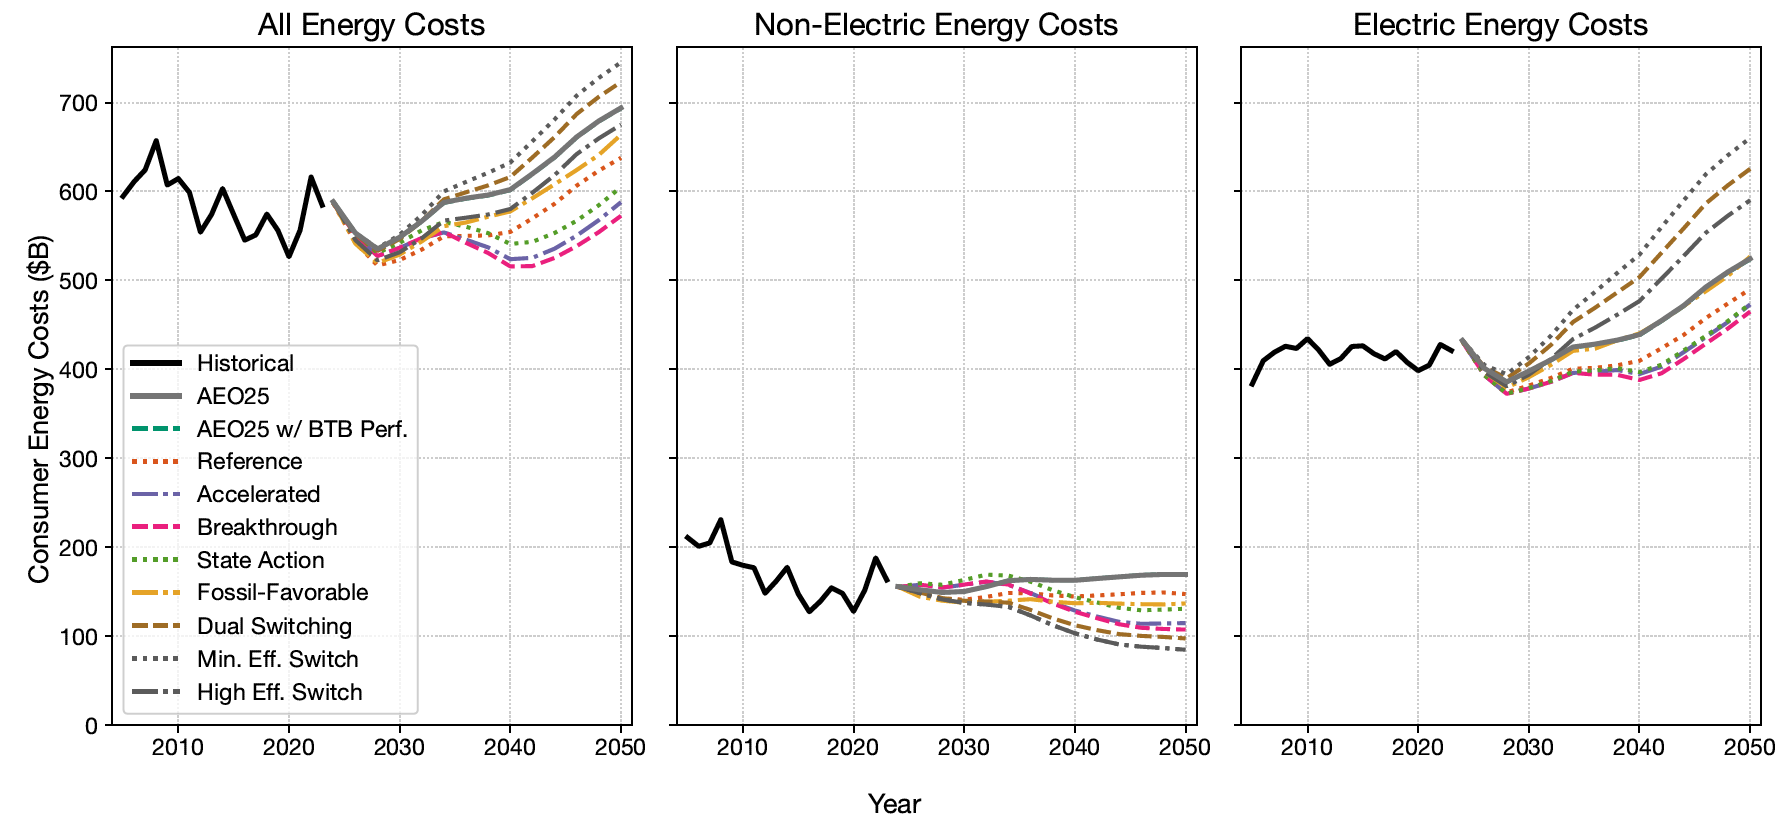 All Energy Costs
Non-Electric Energy Costs
Electric Energy Costs
Consumer Energy Costs ($B)
700
600
500
400
300
200
100
0
Historical
AEO25
AEO25 w/ BTB Perf.
Reference
Accelerated
Breakthrough
State Action
Fossil-Favorable
Dual Switching
Min. Eff. Switch
High Eff. Switch
2010 2020 2030 2040 2050
2010 2020 2030 2040 2050
2010 2020 2030 2040 2050
Year